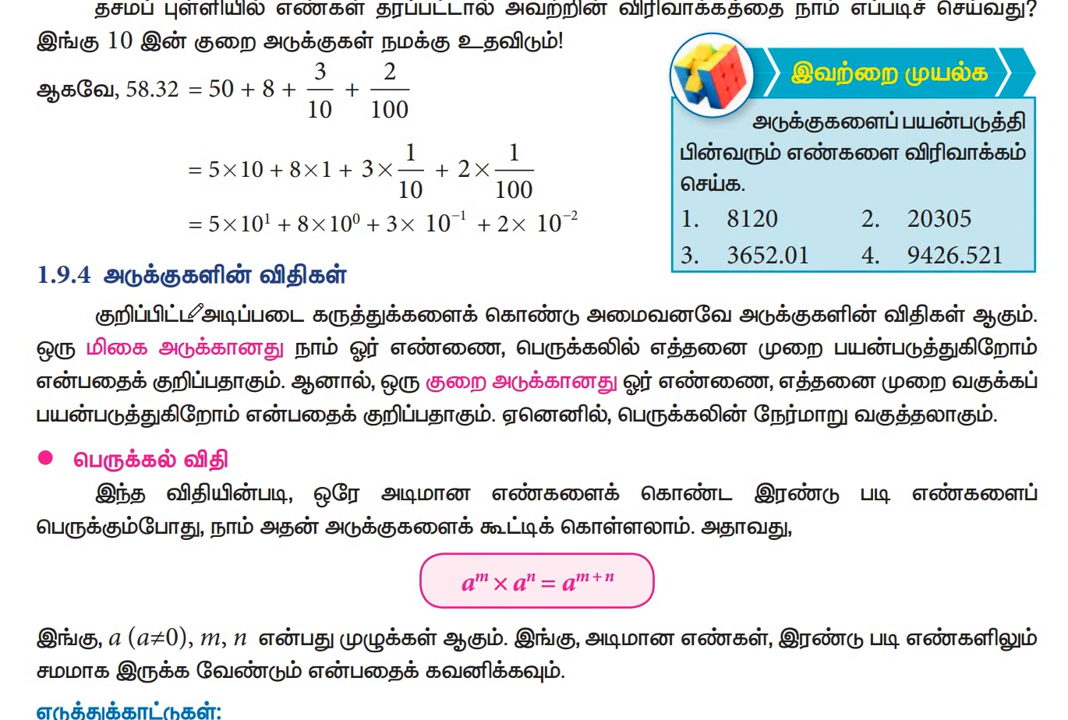 தசமப் புள்ளியில் எண்கள் தரப்பட்டால் அவற்றின் விரிவாக்கத்தை நாம் எப்படிச் செய்வது?
இங்கு 10 இன் குறை அடுக்குகள் நமக்கு உதவிடும்!
ஆகவே, 58.32 = 50 + 8 + 3/10 + 2/100
= 5×10 + 8×1 + 3×1/10 + 2×1/100
= 5×10¹ + 8×10⁰ + 3× 10⁻¹ + 2× 10⁻²
இவற்றை முயல்க
அடுக்குகளைப் பயன்படுத்தி
பின்வரும் எண்களை விரிவாக்கம்
செய்க.
1. 8120 2. 20305
3. 3652.01 4. 9426.521
1.9.4 அடுக்குகளின் விதிகள்
குறிப்பிட்ட அடிப்படை கருத்துக்களைக் கொண்டு அமைவனவே அடுக்குகளின் விதிகள் ஆகும்.
ஒரு மிகை அடுக்கானது நாம் ஓர் எண்ணை, பெருக்கலில் எத்தனை முறை பயன்படுத்துகிறோம்
என்பதைக் குறிப்பதாகும். ஆனால், ஒரு குறை அடுக்கானது ஓர் எண்ணை, எத்தனை முறை வகுக்கப்
பயன்படுத்துகிறோம் என்பதைக் குறிப்பதாகும். ஏனெனில், பெருக்கலின் நேர்மாறு வகுத்தலாகும்.
● பெருக்கல் விதி
இந்த விதியின்படி, ஒரே அடிமான எண்களைக் கொண்ட இரண்டு படி எண்களைப்
பெருக்கும்போது, நாம் அதன் அடுக்குகளைக் கூட்டிக் கொள்ளலாம். அதாவது,
aᵐ × aⁿ = aᵐ⁺ⁿ
இங்கு, a (a≠0), m, n என்பது முழுக்கள் ஆகும். இங்கு, அடிமான எண்கள், இரண்டு படி எண்களிலும்
சமமாக இருக்க வேண்டும் என்பதைக் கவனிக்கவும்.
எடுத்துக்காட்டுகள்: